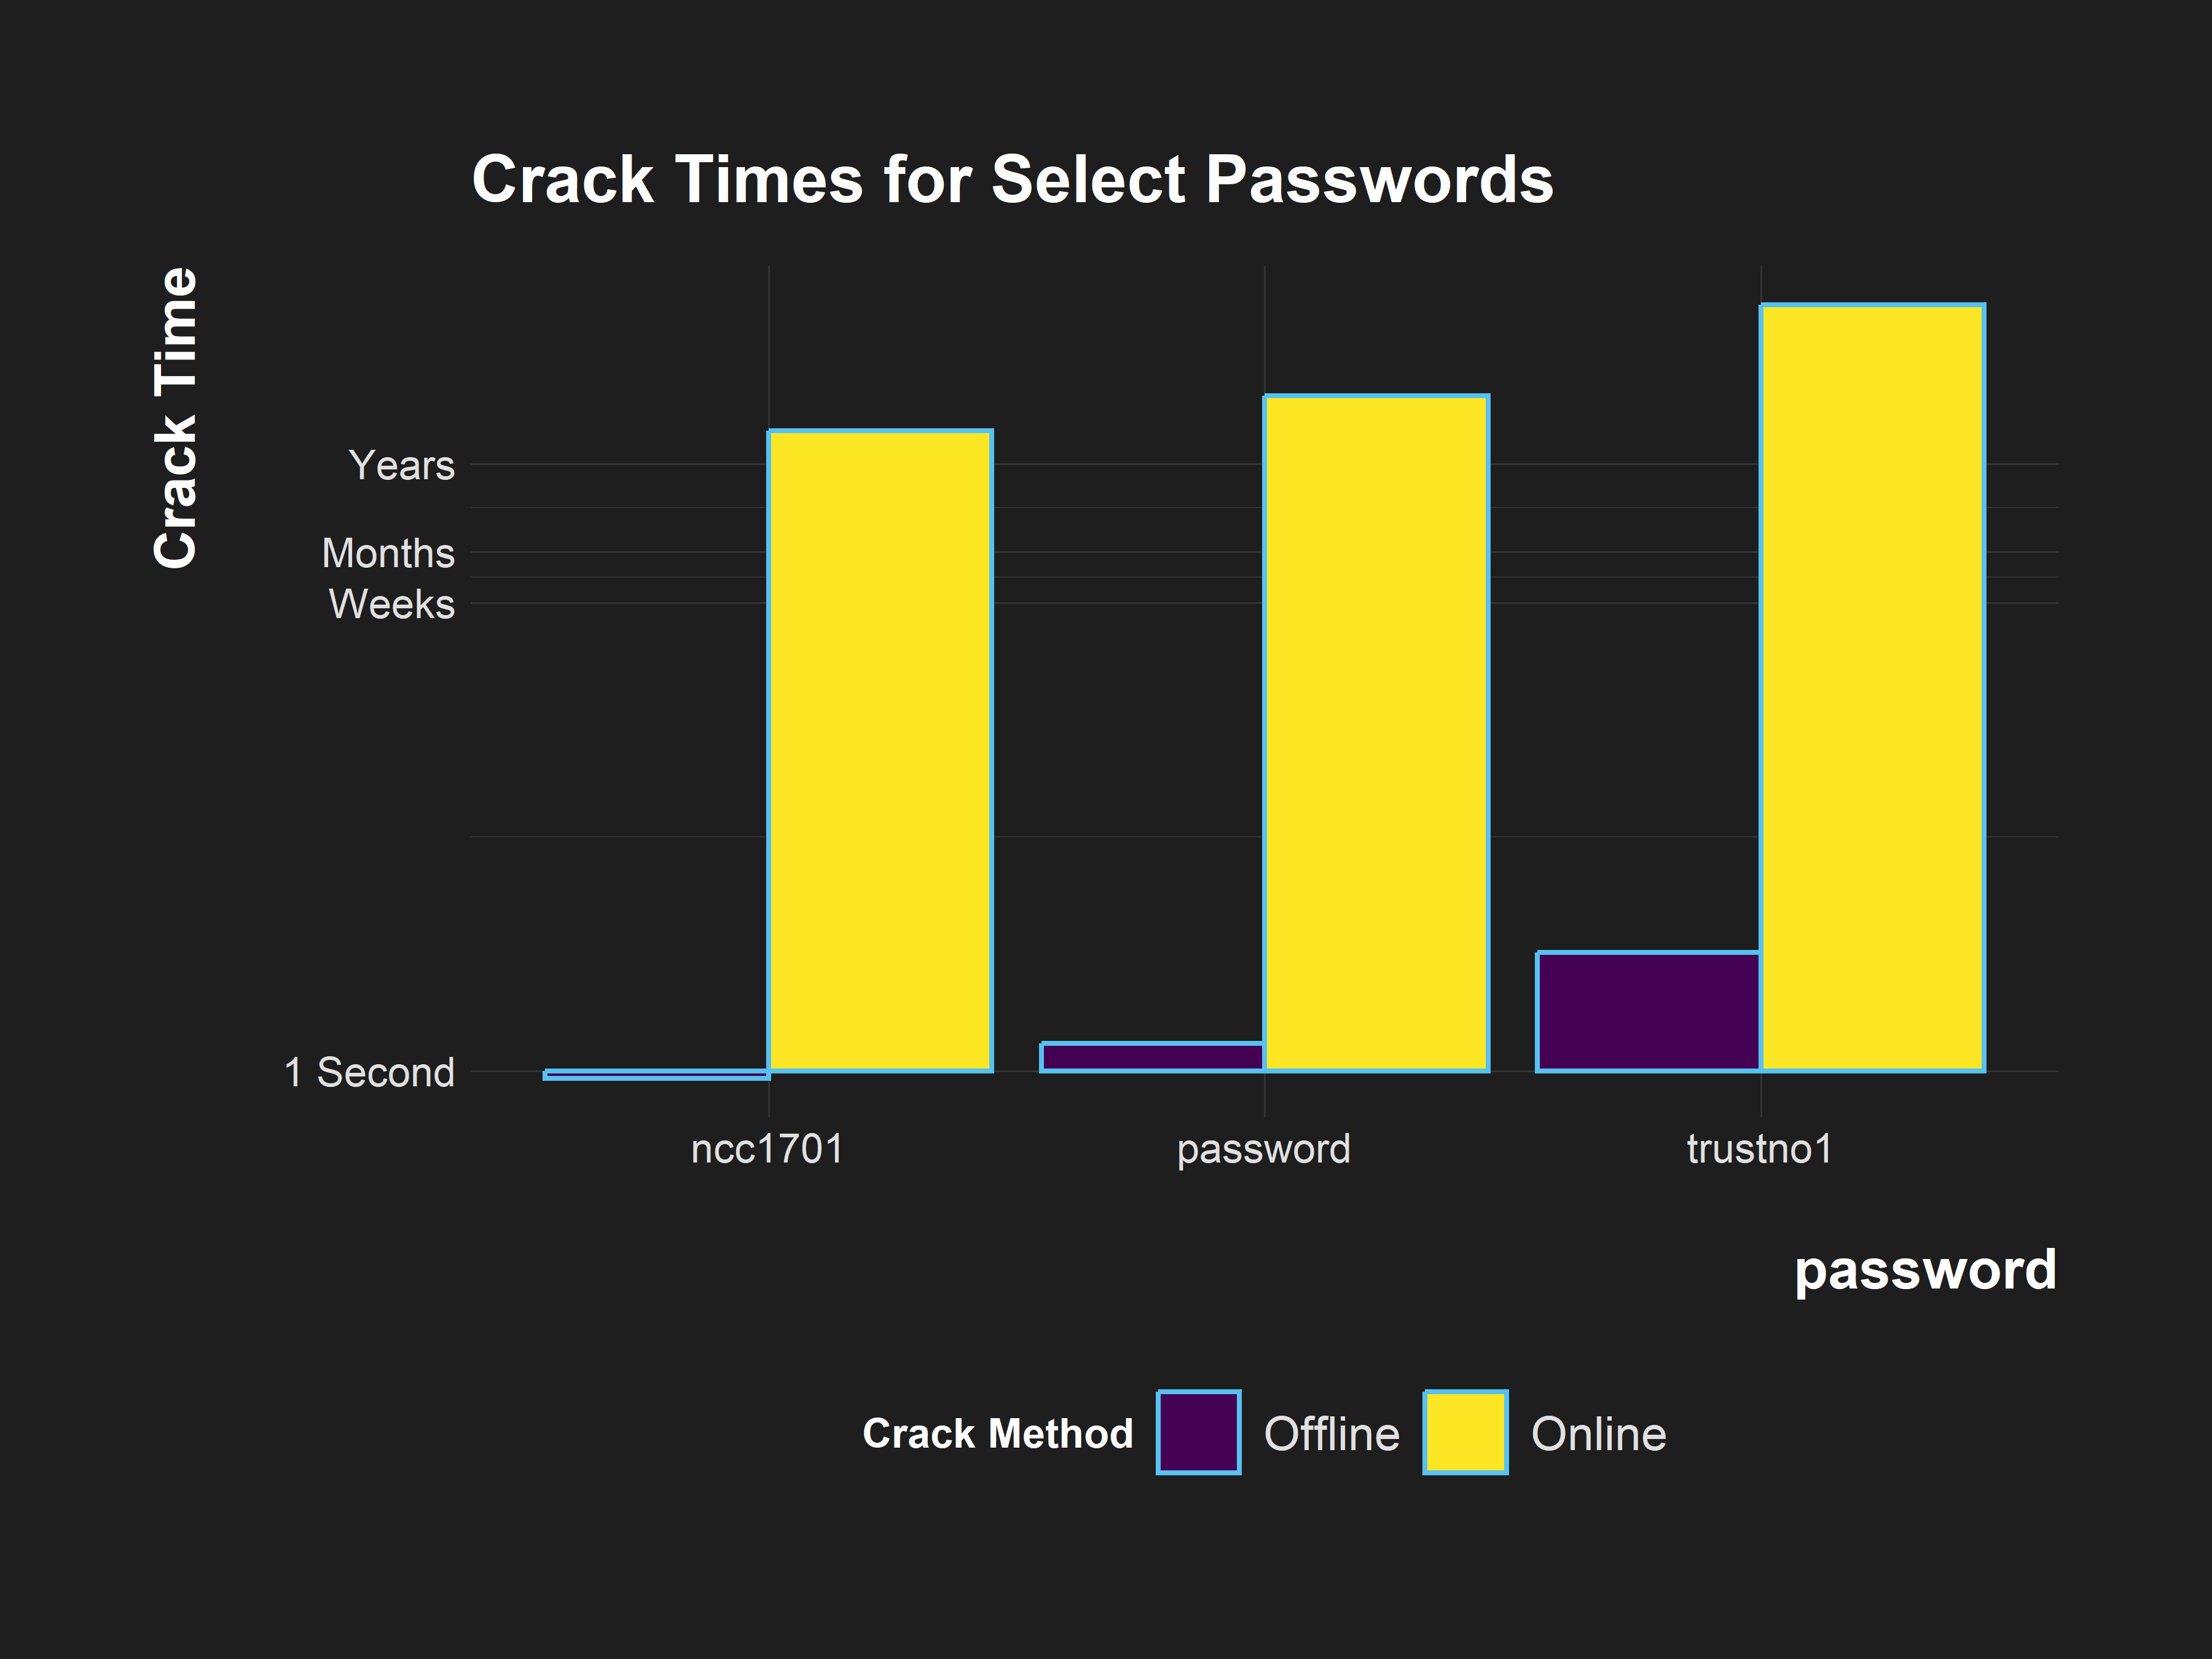 Crack Times for Select Passwords
Crack Time
Years
Months
Weeks
1 Second
ncc1701
password
trustno1
password
Crack Method
Offline
Online